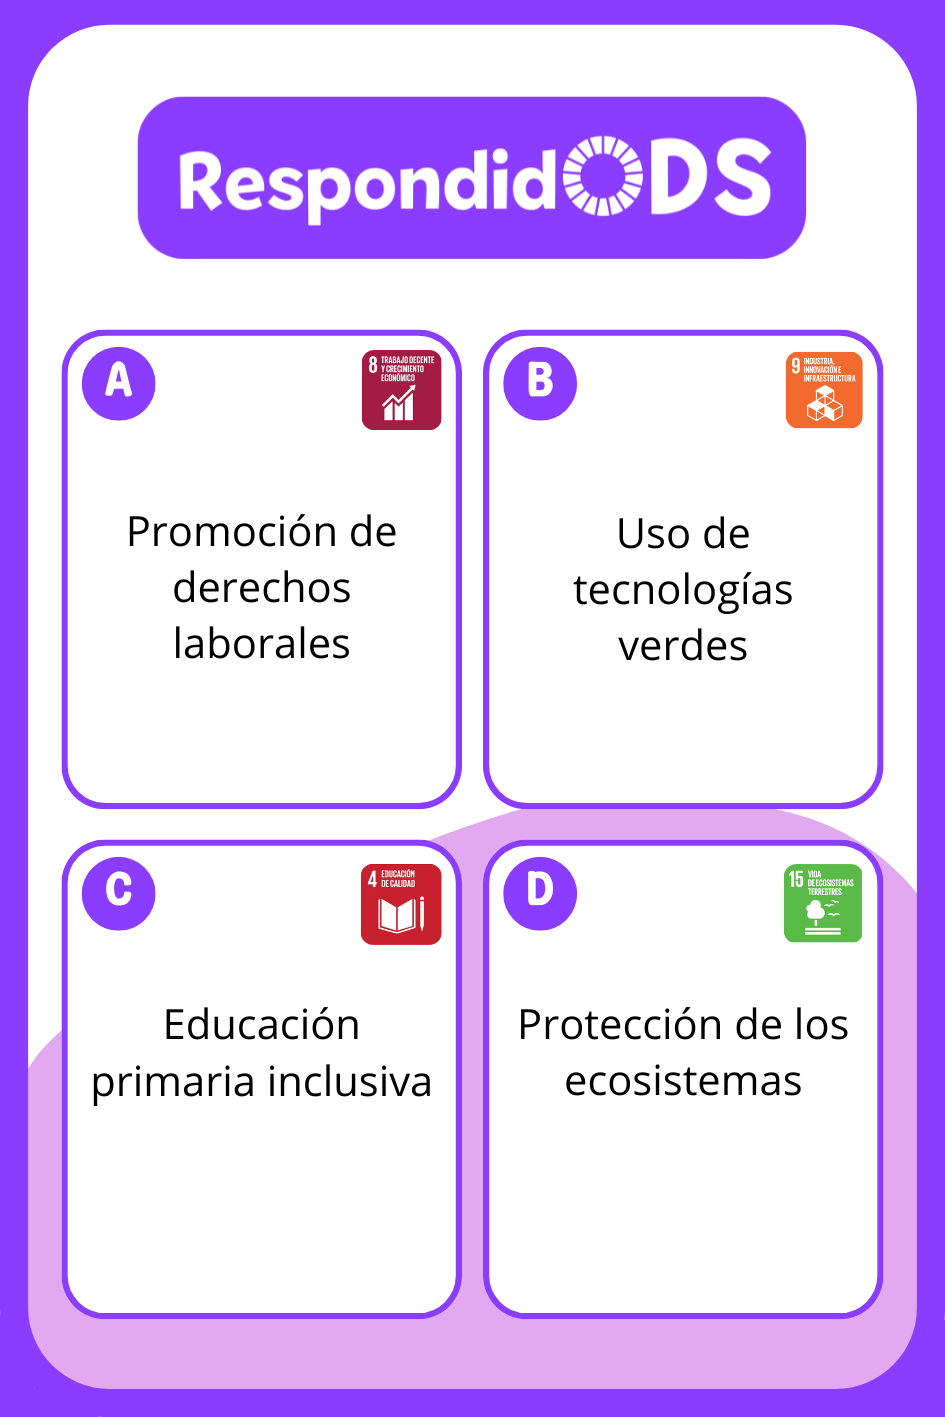 RespondidODS
A
8 TRABAJO DECENTE
Y CRECIMIENTO
ECONÓMICO
Promoción de
derechos
laborales
B
9 INDUSTRIA,
INNOVACIÓN E
INFRAESTRUCTURA
Uso de
tecnologías
verdes
C
4 EDUCACIÓN
DE CALIDAD
Educación
primaria inclusiva
D
15 VIDA
DE ECOSISTEMAS
TERRESTRES
Protección de los
ecosistemas